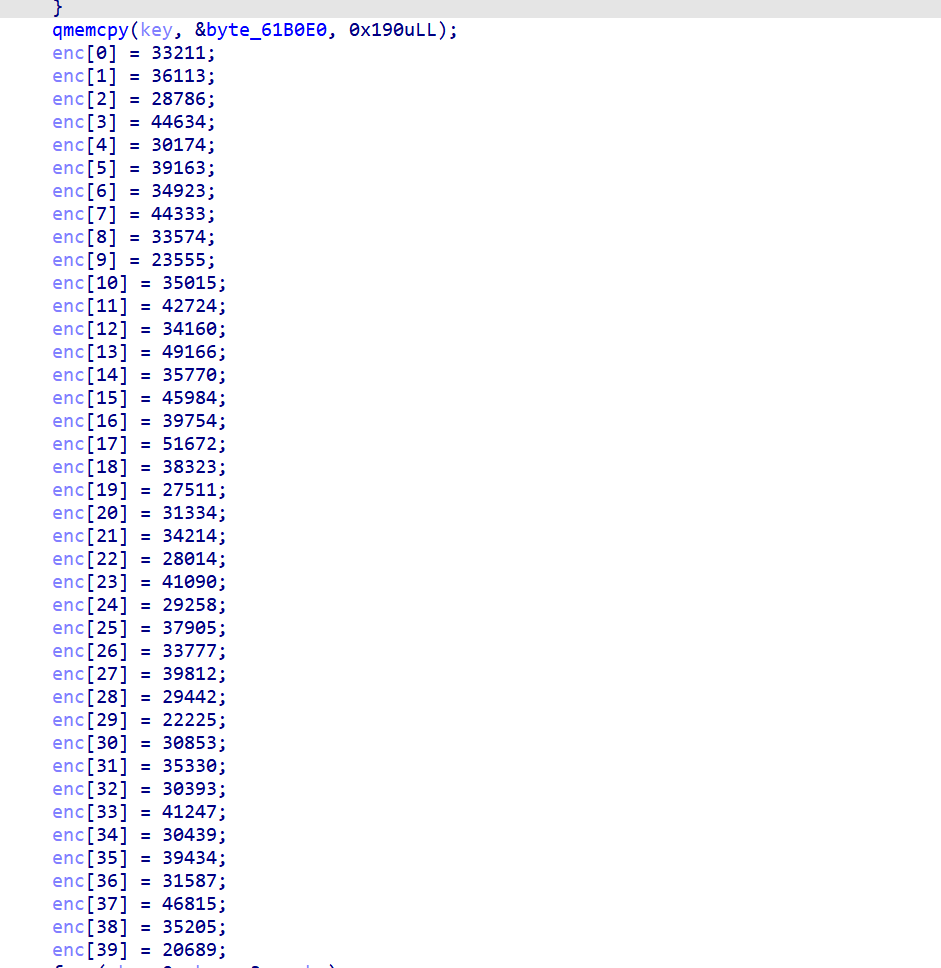 }
qmemcpy(key, &byte_61B0E0, 0x190uLL);
enc[0] = 33211;
enc[1] = 36113;
enc[2] = 28786;
enc[3] = 44634;
enc[4] = 30174;
enc[5] = 39163;
enc[6] = 34923;
enc[7] = 44333;
enc[8] = 33574;
enc[9] = 23555;
enc[10] = 35015;
enc[11] = 42724;
enc[12] = 34160;
enc[13] = 49166;
enc[14] = 35770;
enc[15] = 45984;
enc[16] = 39754;
enc[17] = 51672;
enc[18] = 38323;
enc[19] = 27511;
enc[20] = 31334;
enc[21] = 34214;
enc[22] = 28014;
enc[23] = 41090;
enc[24] = 29258;
enc[25] = 37905;
enc[26] = 33777;
enc[27] = 39812;
enc[28] = 29442;
enc[29] = 22225;
enc[30] = 30853;
enc[31] = 35330;
enc[32] = 30393;
enc[33] = 41247;
enc[34] = 30439;
enc[35] = 39434;
enc[36] = 31587;
enc[37] = 46815;
enc[38] = 35205;
enc[39] = 20689;